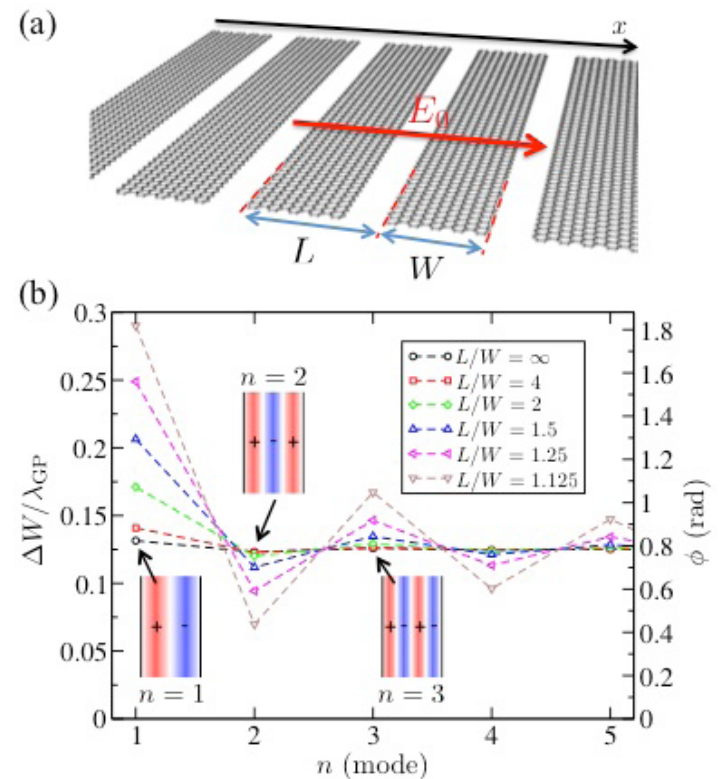 (a)
x
E₀
L
W
(b)
0.3
0.25
0.2
0.15
0.1
0.05
0
ΔW/λ_GP
1.8
1.6
1.4
1.2
1
0.8
0.6
0.4
0.2
0
ϕ (rad)
L/W = ∞
L/W = 4
L/W = 2
L/W = 1.5
L/W = 1.25
L/W = 1.125
n = 2
+ - +
+ -
n = 1
+ - + -
n = 3
1 2 3 4 5
n (mode)